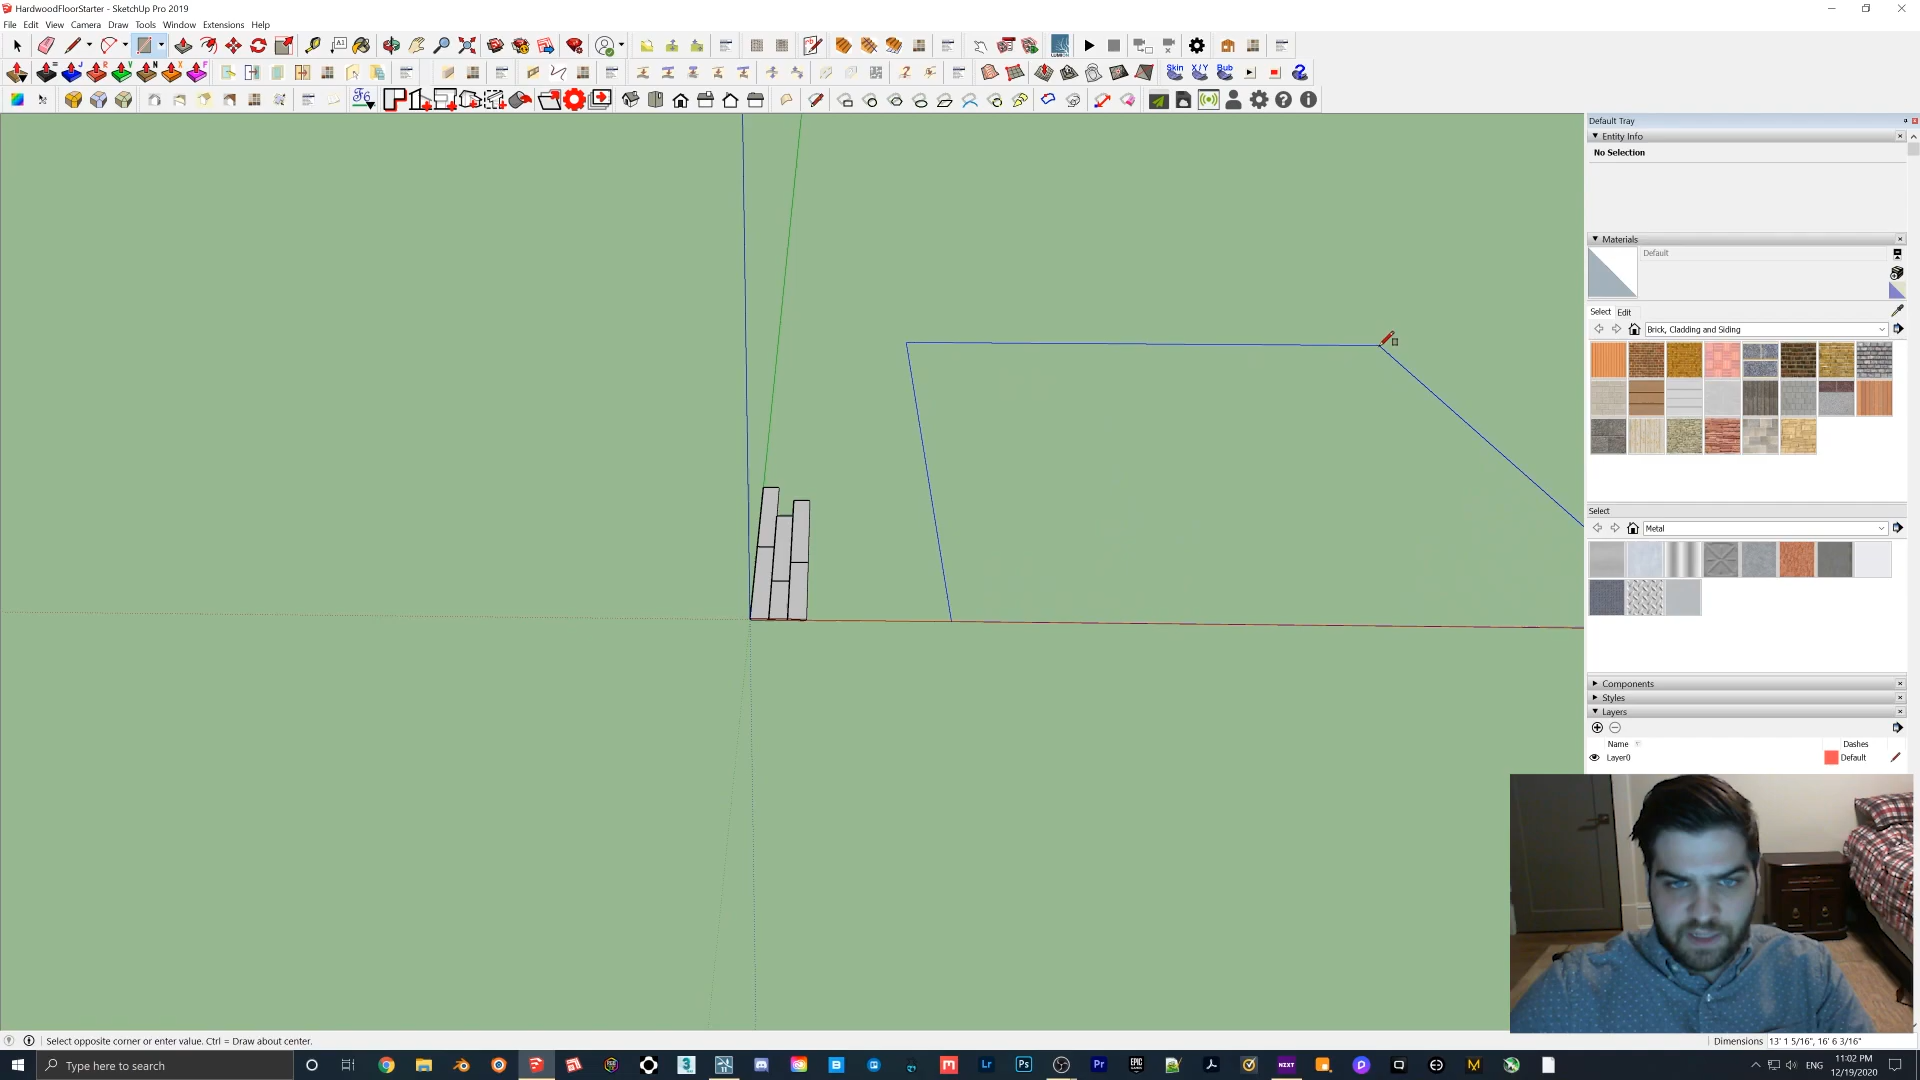 HardwoodFloorStarter - SketchUp Pro 2019
File Edit View Camera Draw Tools Window Extensions Help
Skin X/Y Bub
Default Tray
Entity Info
No Selection
Materials
Default
Select Edit
Brick, Cladding and Siding
Select
Metal
Components
Styles
Layers
Name Dashes
Layer0 Default
Select opposite corner or enter value. Ctrl = Draw about center.
Dimensions 13' 1 5/16", 16' 6 3/16"
Type here to search
ENG
11:02 PM
12/19/2020